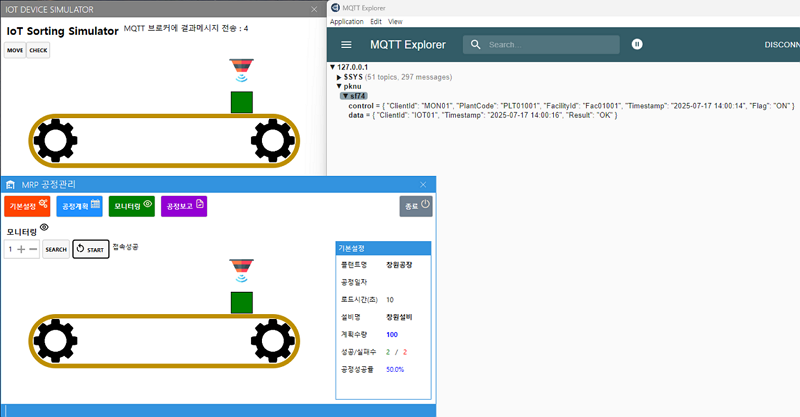 IOT DEVICE SIMULATOR
IoT Sorting Simulator MQTT 브로커에 결과메시지 전송 : 4
MOVE CHECK
MQTT Explorer
Application Edit View
MQTT Explorer Search... DISCONN
127.0.0.1
$SYS (51 topics, 297 messages)
pknu
sf74
control = { "ClientId": "MON01", "PlantCode": "PLT01001", "FacilityId": "Fac01001", "Timestamp": "2025-07-17 14:00:14", "Flag": "ON" }
data = { "ClientId": "IOT01", "Timestamp": "2025-07-17 14:00:16", "Result": "OK" }
MRP 공정관리
기본설정 공정계획 모니터링 공정보고 종료
모니터링
1 SEARCH START 접속성공
기본설정
플랜트명 창원공장
공정일자
로드시간(초) 10
설비명 창원설비
계획수량 100
성공/실패수 2 / 2
공정성공률 50.0%